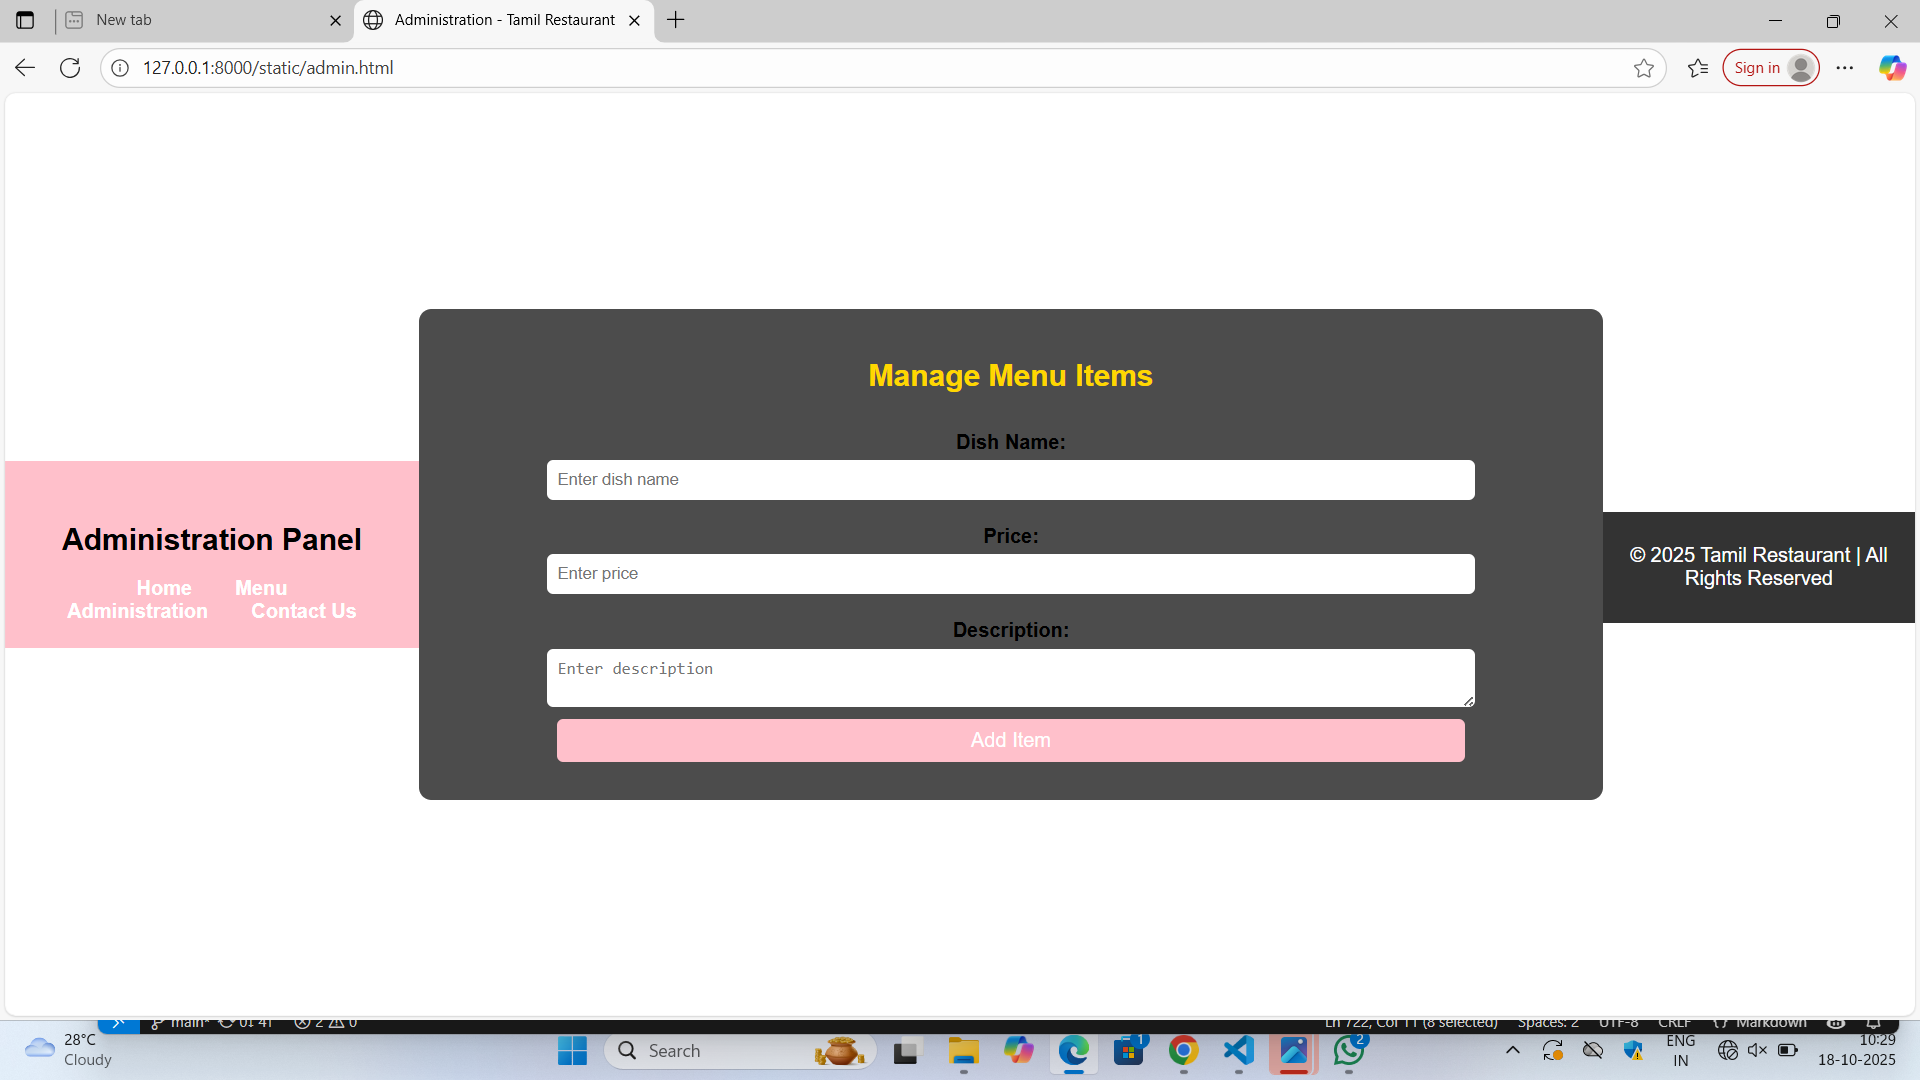 New tab
Administration - Tamil Restaurant
127.0.0.1:8000/static/admin.html
Sign in
Manage Menu Items
Dish Name:
Enter dish name
Price:
Enter price
Description:
Enter description
Add Item
Administration Panel
Home Menu
Administration Contact Us
© 2025 Tamil Restaurant | All
Rights Reserved
main* 0↓ 4↑ 2 0
Ln 722, Col 11 (8 selected) Spaces: 2 UTF-8 CRLF {} Markdown
28°C
Cloudy
Search
1
2
ENG
IN
10:29
18-10-2025